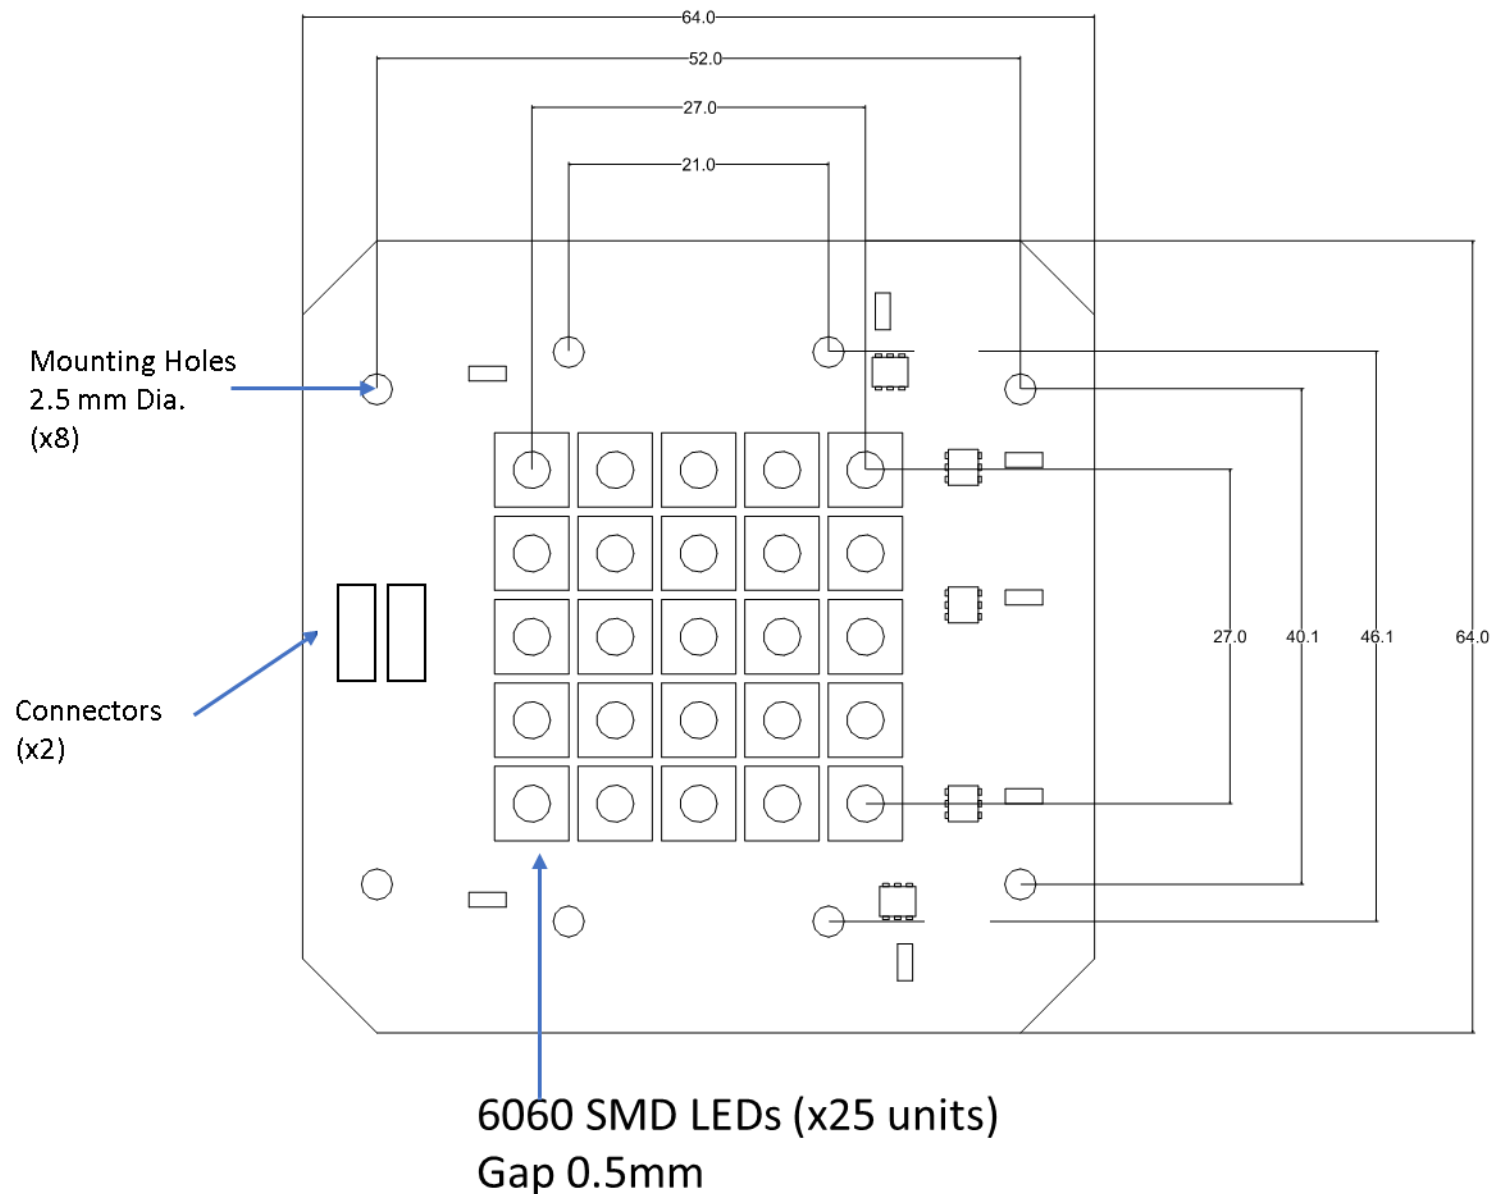 64.0
52.0
27.0
21.0
Mounting Holes
2.5 mm Dia.
(x8)
27.0
40.1
46.1
64.0
Connectors
(x2)
6060 SMD LEDs (x25 units)
Gap 0.5mm